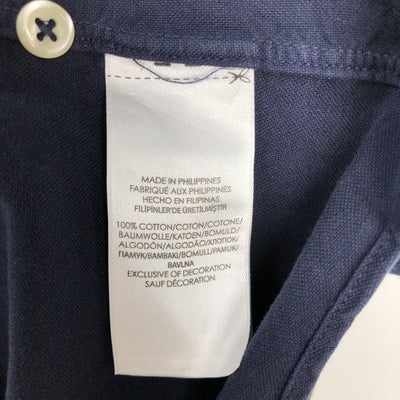 MADE IN PHILIPPINES
FABRIQUÉ AUX PHILIPPINES
HECHO EN FILIPINAS
FİLİPİNLER'DE ÜRETİLMİŞTİR
100% COTTON/COTON/COTONE/
BAUMWOLLE/KATOEN/BOMULD/
ALGODÓN/ALGODÃO/ХЛОПОК/
ПАМУК/ΒΑΜΒΑΚΙ/BOMULL/PAMUK/
BAVLNA
EXCLUSIVE OF DECORATION
SAUF DÉCORATION